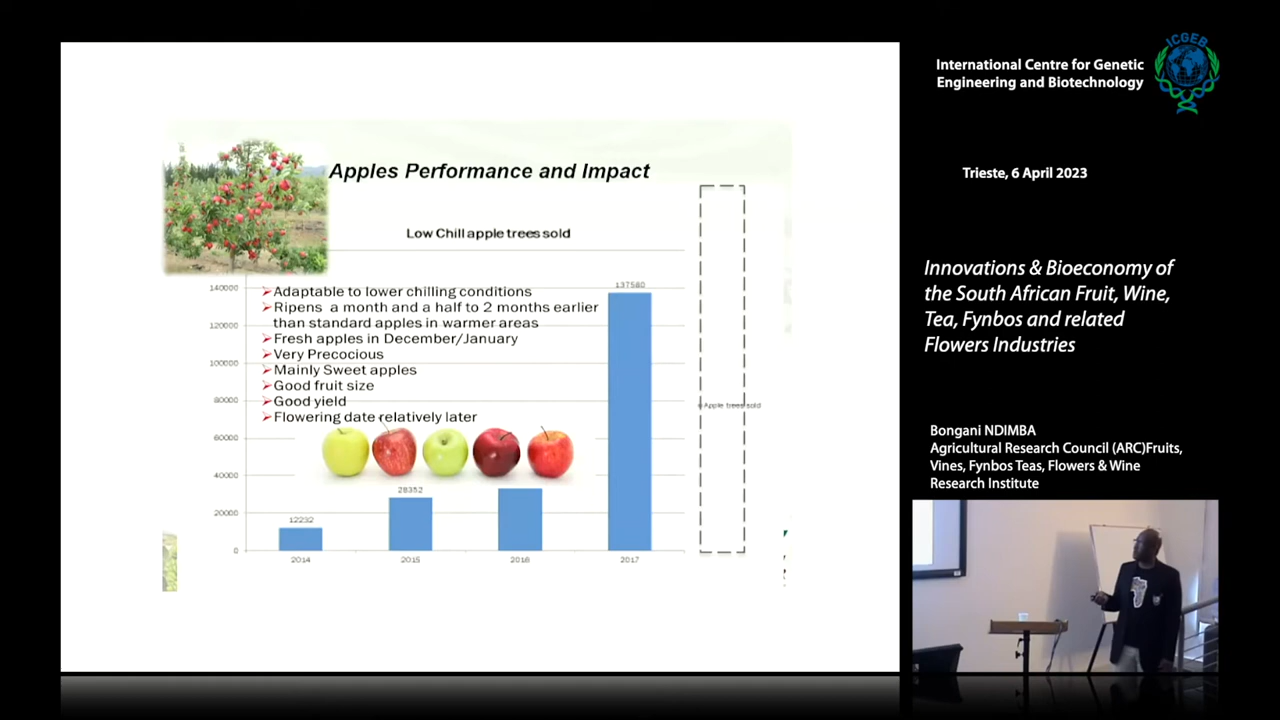 Apples Performance and Impact
Low Chill apple trees sold
140000
120000
100000
80000
60000
40000
20000
0
➢Adaptable to lower chilling conditions
➢Ripens a month and a half to 2 months earlier
than standard apples in warmer areas
➢Fresh apples in December/January
➢Very Precocious
➢Mainly Sweet apples
➢Good fruit size
➢Good yield
➢Flowering date relatively later
12232
28352
137580
2014
2015
2016
2017
Apple trees sold
International Centre for Genetic
Engineering and Biotechnology
ICGEB
Trieste, 6 April 2023
Innovations & Bioeconomy of
the South African Fruit, Wine,
Tea, Fynbos and related
Flowers Industries
Bongani NDIMBA
Agricultural Research Council (ARC)Fruits,
Vines, Fynbos Teas, Flowers & Wine
Research Institute